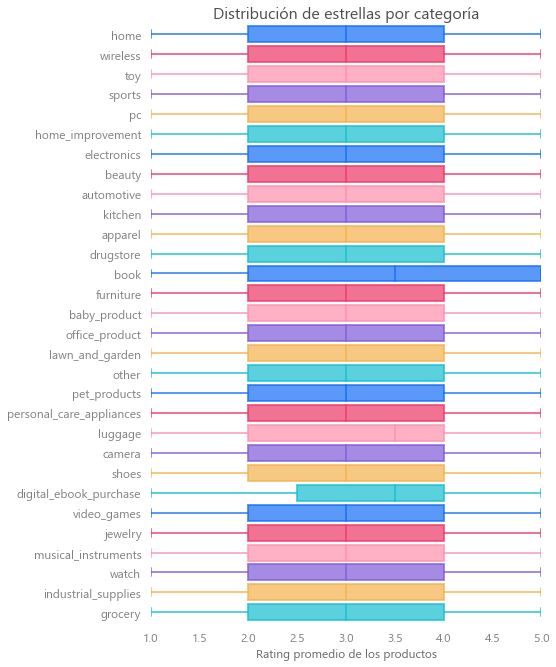 Distribución de estrellas por categoría
home
wireless
toy
sports
pc
home_improvement
electronics
beauty
automotive
kitchen
apparel
drugstore
book
furniture
baby_product
office_product
lawn_and_garden
other
pet_products
personal_care_appliances
luggage
camera
shoes
digital_ebook_purchase
video_games
jewelry
musical_instruments
watch
industrial_supplies
grocery
1.0 1.5 2.0 2.5 3.0 3.5 4.0 4.5 5.0
Rating promedio de los productos